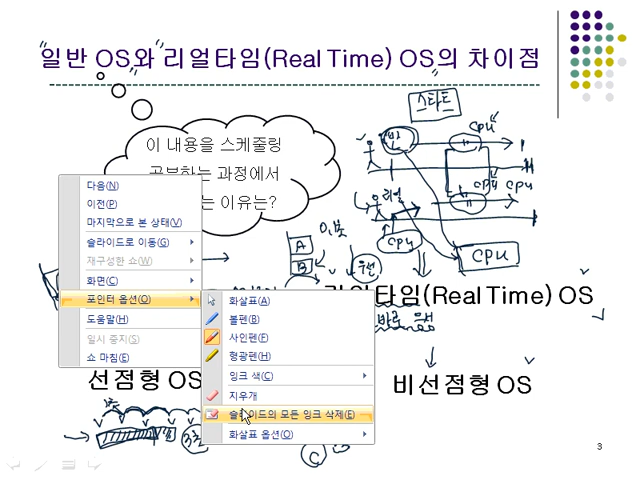 일반 OS와 리얼타임(Real Time) OS의 차이점
스타트
이 내용을 스케줄링
공부하는 과정에서
는 이유는?
CPU
CPU CPU
리얼
CPU
CPU
A
B
다음(N)
이전(P)
마지막으로 본 상태(V)
슬라이드로 이동(G)
재구성한 쇼(W)
화면(C)
포인터 옵션(O)
도움말(H)
일시 중지(S)
쇼 마침(E)
화살표(A)
볼펜(B)
사인펜(F)
형광펜(H)
잉크 색(C)
지우개
슬라이드의 모든 잉크 삭제(E)
화살표 옵션(O)
타임(Real Time) OS
선점형 OS
비선점형 OS
C
3